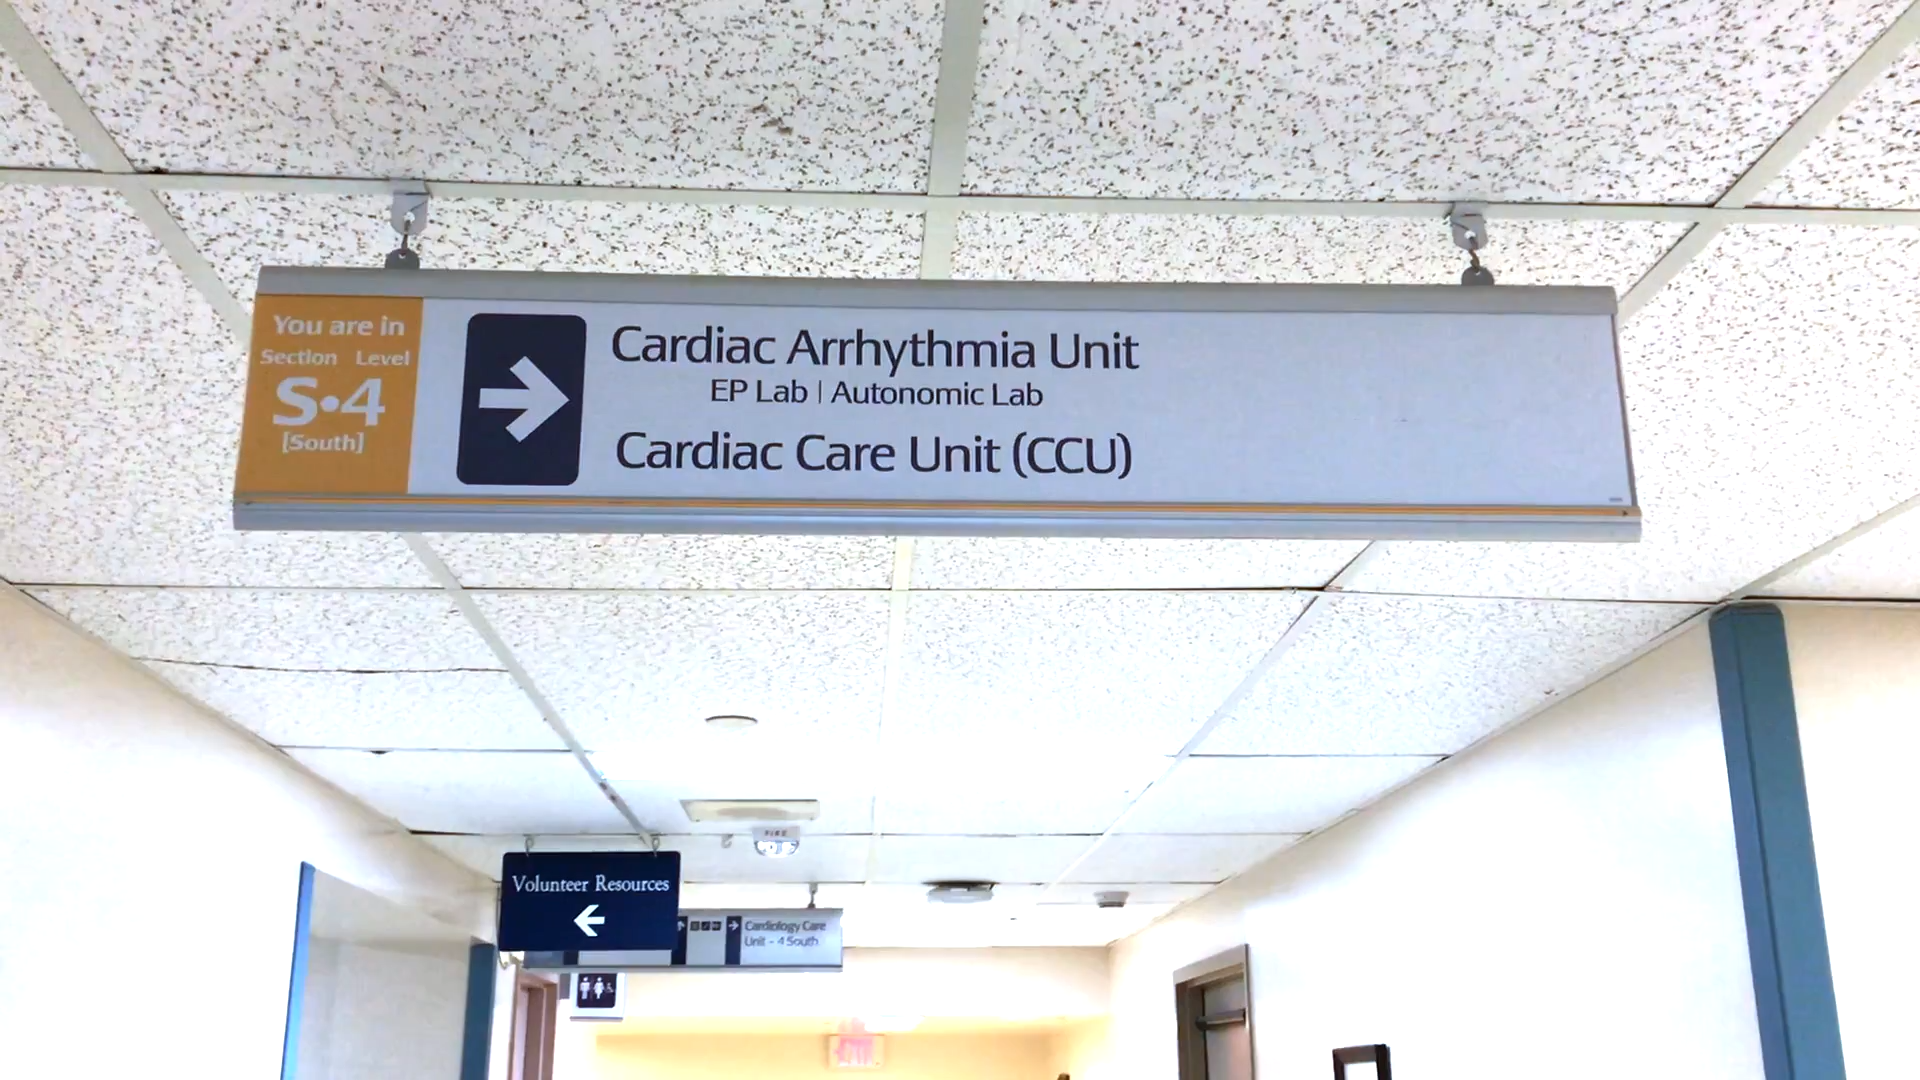 You are in
Section Level
S•4
[South]
Cardiac Arrhythmia Unit
EP Lab | Autonomic Lab
Cardiac Care Unit (CCU)
Volunteer Resources
Cardiology Care
Unit - 4 South
FIRE